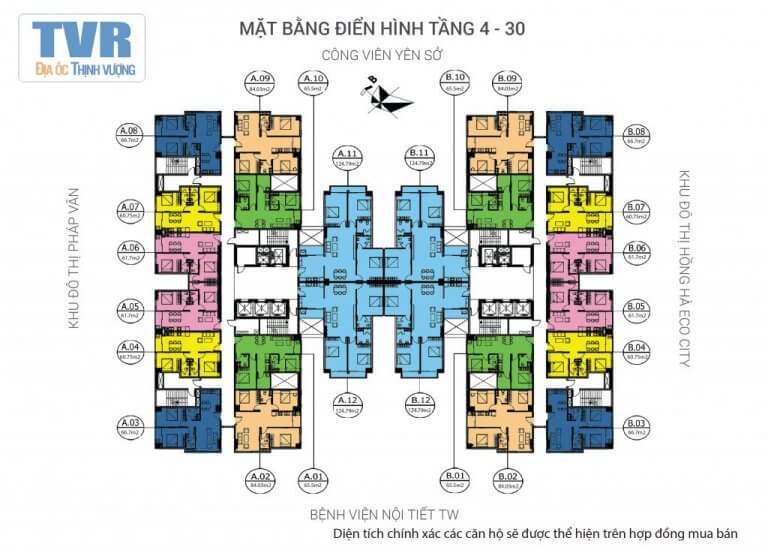 TVR
ĐỊA ỐC THỊNH VƯỢNG
MẶT BẰNG ĐIỂN HÌNH TẦNG 4 - 30
CÔNG VIÊN YÊN SỞ
B
A.09
84.03m2
A.10
65.5m2
B.10
65.5m2
B.09
84.03m2
A.08
66.7m2
A.11
124.79m2
B.11
124.79m2
B.08
66.7m2
KHU ĐÔ THỊ PHÁP VÂN
KHU ĐÔ THỊ HỒNG HÀ ECO CITY
A.07
60.75m2
B.07
60.75m2
A.06
61.7m2
B.06
61.7m2
A.05
61.7m2
B.05
61.7m2
A.04
60.75m2
B.04
60.75m2
A.03
66.7m2
A.12
124.79m2
B.12
124.79m2
B.03
66.7m2
A.02
84.03m2
A.01
65.5m2
B.01
65.5m2
B.02
84.03m2
BỆNH VIỆN NỘI TIẾT TW
Diện tích chính xác các căn hộ sẽ được thể hiện trên hợp đồng mua bán